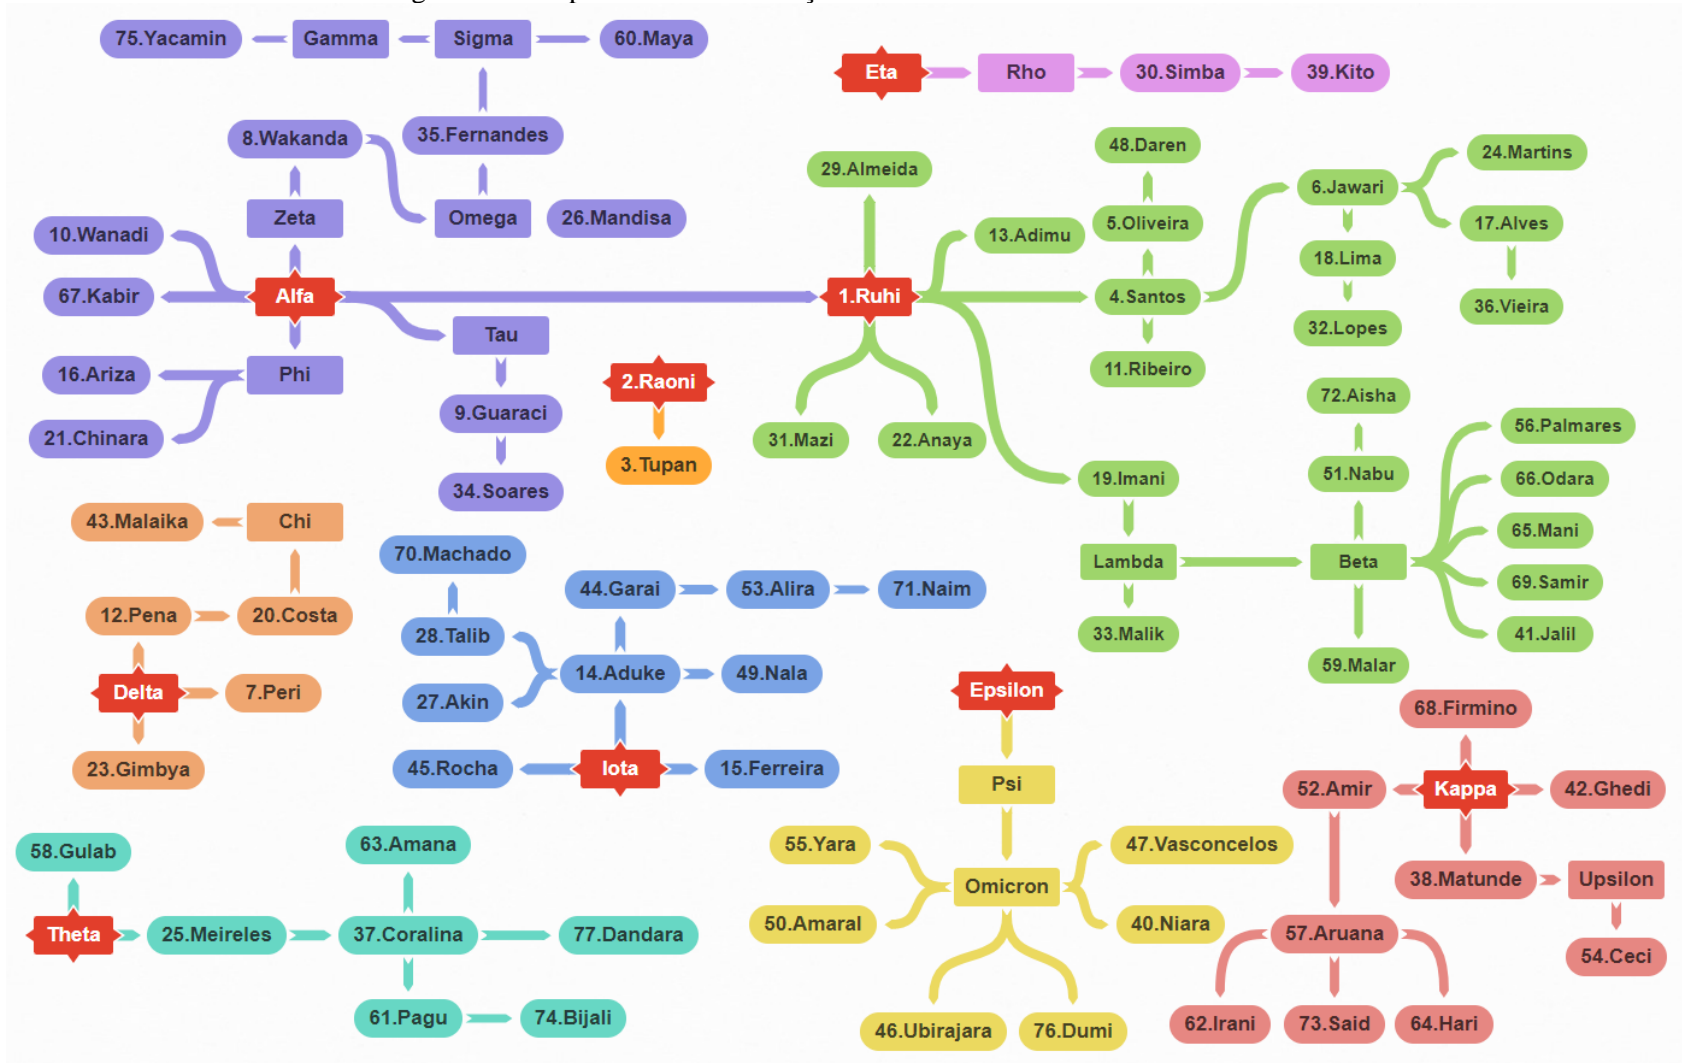 75.Yacamin
Gamma
Sigma
60.Maya
Eta
Rho
30.Simba
39.Kito
8.Wakanda
35.Fernandes
29.Almeida
48.Daren
24.Martins
6.Jawari
Zeta
Omega
26.Mandisa
10.Wanadi
13.Adimu
5.Oliveira
17.Alves
18.Lima
67.Kabir
Alfa
1.Ruhi
4.Santos
36.Vieira
Tau
32.Lopes
16.Ariza
Phi
2.Raoni
11.Ribeiro
9.Guaraci
72.Aisha
21.Chinara
31.Mazi
22.Anaya
56.Palmares
3.Tupan
34.Soares
19.Imani
51.Nabu
66.Odara
43.Malaika
Chi
65.Mani
70.Machado
Lambda
Beta
44.Garai
53.Alira
71.Naim
69.Samir
12.Pena
20.Costa
28.Talib
33.Malik
41.Jalil
14.Aduke
49.Nala
59.Malar
Delta
7.Peri
27.Akin
Epsilon
68.Firmino
23.Gimbya
45.Rocha
Iota
15.Ferreira
Psi
52.Amir
Kappa
42.Ghedi
58.Gulab
63.Amana
55.Yara
47.Vasconcelos
Omicron
38.Matunde
Upsilon
Theta
25.Meireles
37.Coralina
77.Dandara
50.Amaral
40.Niara
57.Aruana
54.Ceci
61.Pagu
74.Bijali
46.Ubirajara
76.Dumi
62.Irani
73.Said
64.Hari